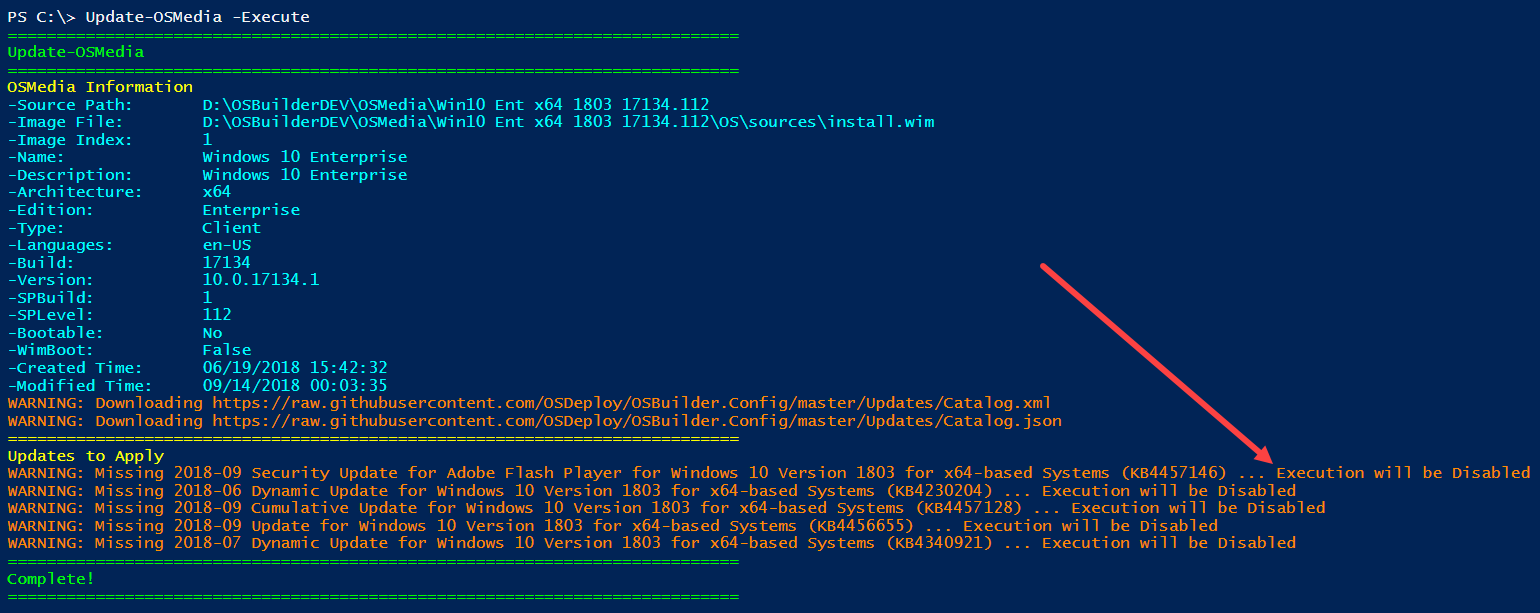 PS C:\> Update-OSMedia -Execute
===========================================================================
Update-OSMedia
===========================================================================
OSMedia Information
-Source Path:       D:\OSBuilderDEV\OSMedia\Win10 Ent x64 1803 17134.112
-Image File:        D:\OSBuilderDEV\OSMedia\Win10 Ent x64 1803 17134.112\OS\sources\install.wim
-Image Index:       1
-Name:              Windows 10 Enterprise
-Description:       Windows 10 Enterprise
-Architecture:      x64
-Edition:           Enterprise
-Type:              Client
-Languages:         en-US
-Build:             17134
-Version:           10.0.17134.1
-SPBuild:           1
-SPLevel:           112
-Bootable:          No
-WimBoot:           False
-Created Time:      06/19/2018 15:42:32
-Modified Time:     09/14/2018 00:03:35
WARNING: Downloading https://raw.githubusercontent.com/OSDeploy/OSBuilder.Config/master/Updates/Catalog.xml
WARNING: Downloading https://raw.githubusercontent.com/OSDeploy/OSBuilder.Config/master/Updates/Catalog.json
===========================================================================
Updates to Apply
WARNING: Missing 2018-09 Security Update for Adobe Flash Player for Windows 10 Version 1803 for x64-based Systems (KB4457146) ... Execution will be Disabled
WARNING: Missing 2018-06 Dynamic Update for Windows 10 Version 1803 for x64-based Systems (KB4230204) ... Execution will be Disabled
WARNING: Missing 2018-09 Cumulative Update for Windows 10 Version 1803 for x64-based Systems (KB4457128) ... Execution will be Disabled
WARNING: Missing 2018-09 Update for Windows 10 Version 1803 for x64-based Systems (KB4456655) ... Execution will be Disabled
WARNING: Missing 2018-07 Dynamic Update for Windows 10 Version 1803 for x64-based Systems (KB4340921) ... Execution will be Disabled
===========================================================================
Complete!
===========================================================================